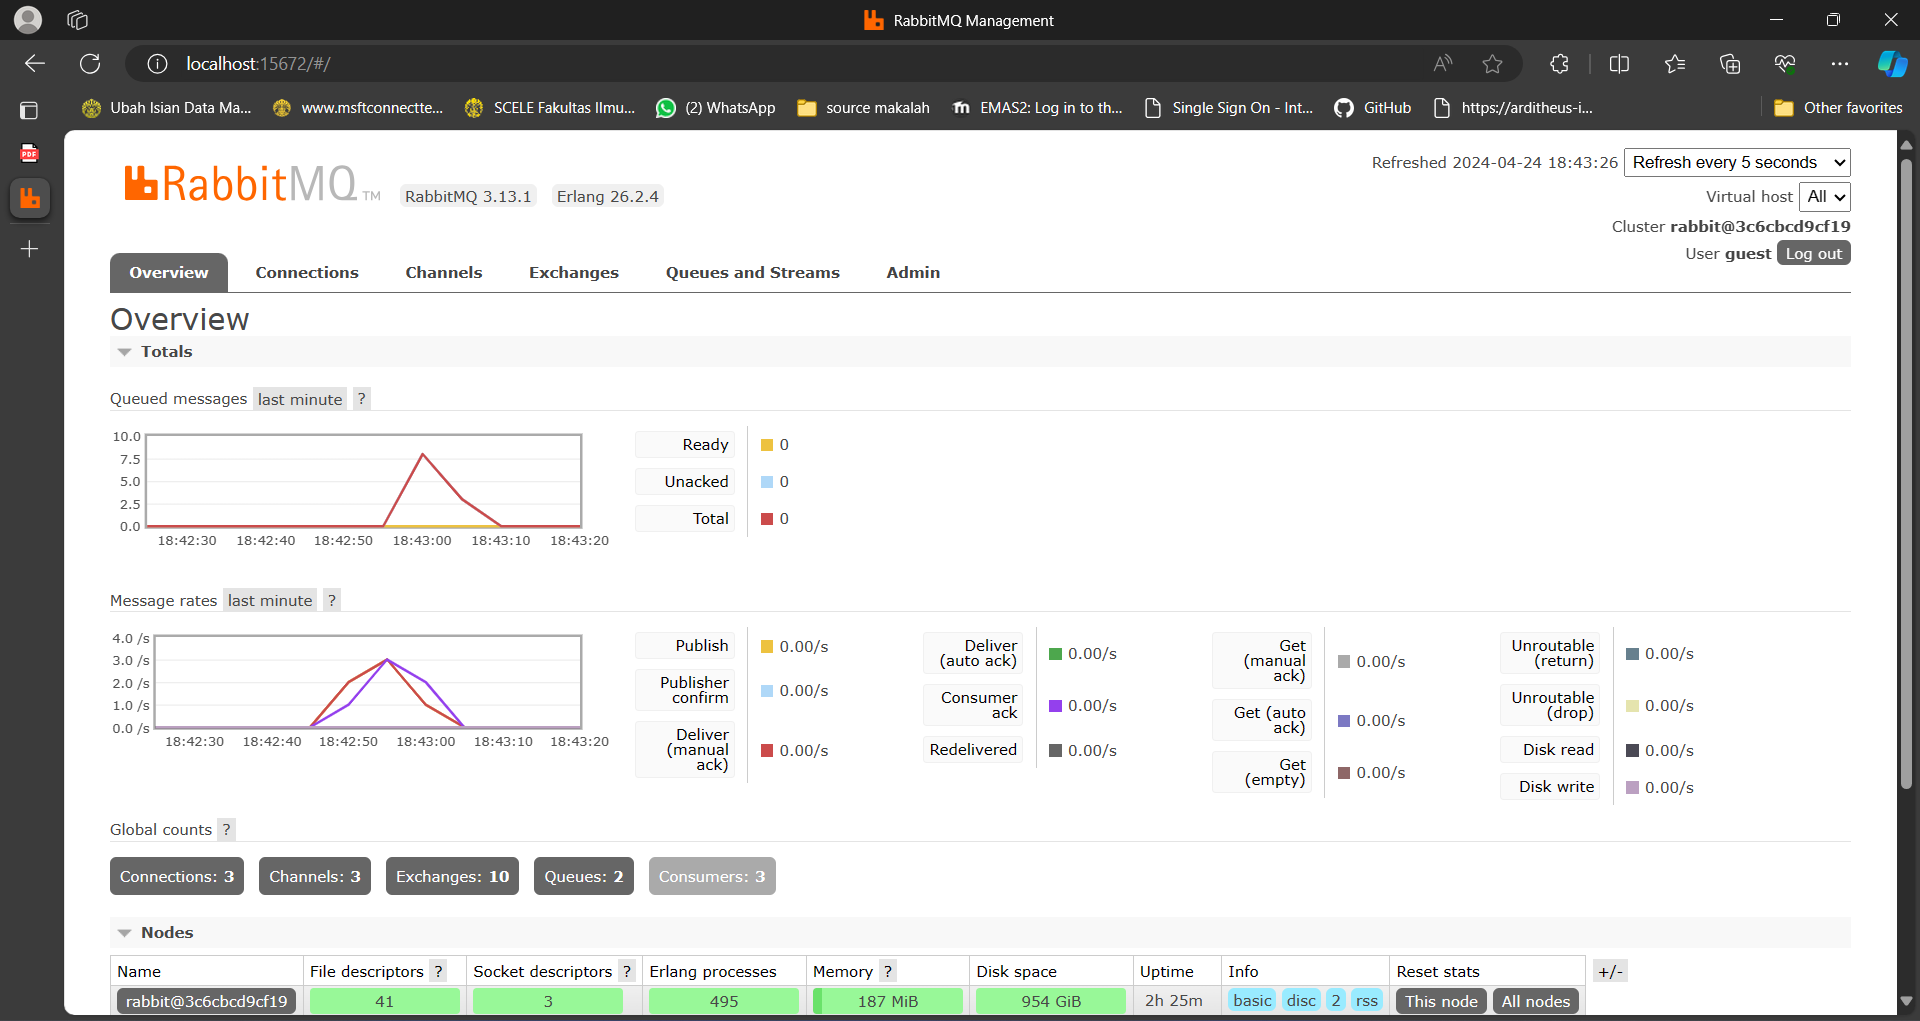 RabbitMQ Management
localhost:15672/#/
Ubah Isian Data Ma...
www.msftconnectte...
SCELE Fakultas Ilmu...
(2) WhatsApp
source makalah
EMAS2: Log in to th...
Single Sign On - Int...
GitHub
https://arditheus-i...
Other favorites
PDF
RabbitMQ TM
RabbitMQ 3.13.1
Erlang 26.2.4
Refreshed 2024-04-24 18:43:26
Refresh every 5 seconds
Virtual host
All
Cluster rabbit@3c6cbcd9cf19
User guest
Log out
Overview
Connections
Channels
Exchanges
Queues and Streams
Admin
Overview
Totals
Queued messages last minute ?
10.0
7.5
5.0
2.5
0.0
18:42:30 18:42:40 18:42:50 18:43:00 18:43:10 18:43:20
Ready 0
Unacked 0
Total 0
Message rates last minute ?
4.0 /s
3.0 /s
2.0 /s
1.0 /s
0.0 /s
18:42:30 18:42:40 18:42:50 18:43:00 18:43:10 18:43:20
Publish 0.00/s
Publisher
confirm 0.00/s
Deliver
(manual
ack) 0.00/s
Deliver
(auto ack) 0.00/s
Consumer
ack 0.00/s
Redelivered 0.00/s
Get
(manual
ack) 0.00/s
Get (auto
ack) 0.00/s
Get
(empty) 0.00/s
Unroutable
(return) 0.00/s
Unroutable
(drop) 0.00/s
Disk read 0.00/s
Disk write 0.00/s
Global counts ?
Connections: 3
Channels: 3
Exchanges: 10
Queues: 2
Consumers: 3
Nodes
Name File descriptors ? Socket descriptors ? Erlang processes Memory ? Disk space Uptime Info Reset stats +/-
rabbit@3c6cbcd9cf19 41 3 495 187 MiB 954 GiB 2h 25m basic disc 2 rss This node All nodes